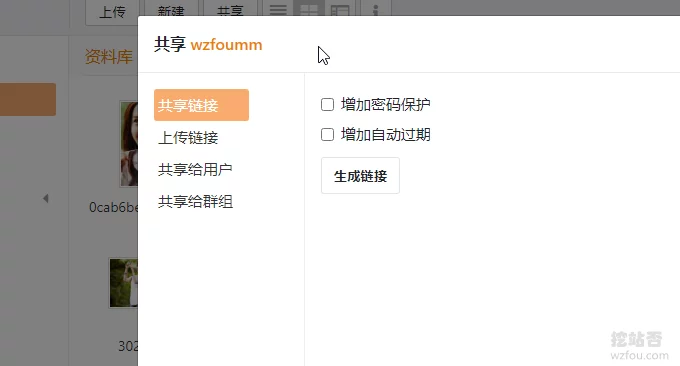 上传 新建 共享
共享 wzfoumm
资料库
共享链接
上传链接
共享给用户
共享给群组
增加密码保护
增加自动过期
生成链接
0cab6be
302
挖站否
wzfou.com